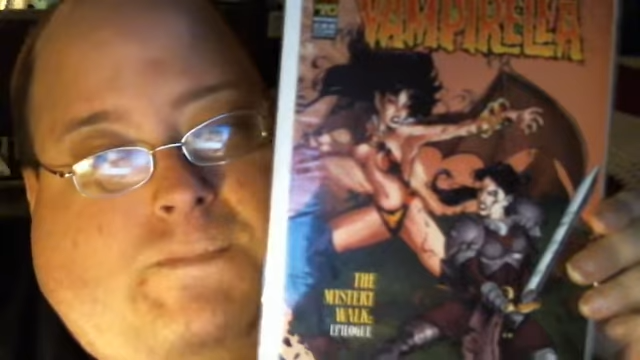 VAMPIRELLA
THE
MYSTERY
WALK:
EPILOGUE